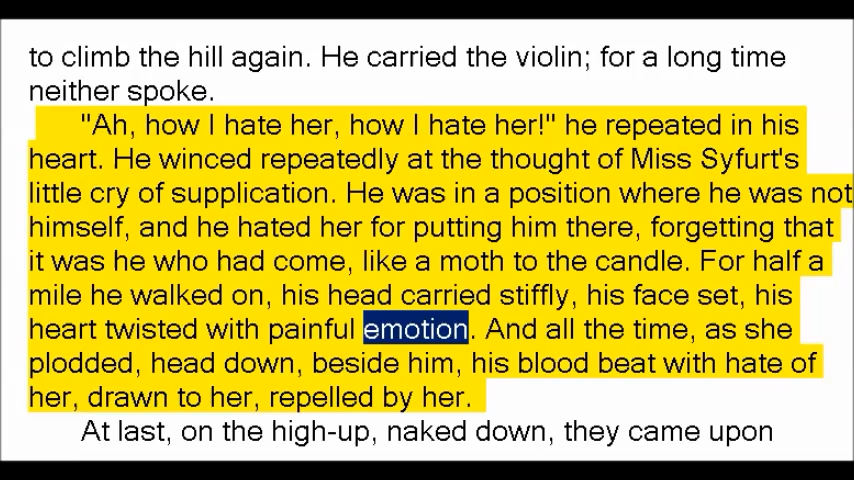 to climb the hill again. He carried the violin; for a long time
neither spoke.
"Ah, how I hate her, how I hate her!" he repeated in his
heart. He winced repeatedly at the thought of Miss Syfurt's
little cry of supplication. He was in a position where he was not
himself, and he hated her for putting him there, forgetting that
it was he who had come, like a moth to the candle. For half a
mile he walked on, his head carried stiffly, his face set, his
heart twisted with painful emotion. And all the time, as she
plodded, head down, beside him, his blood beat with hate of
her, drawn to her, repelled by her.
At last, on the high-up, naked down, they came upon